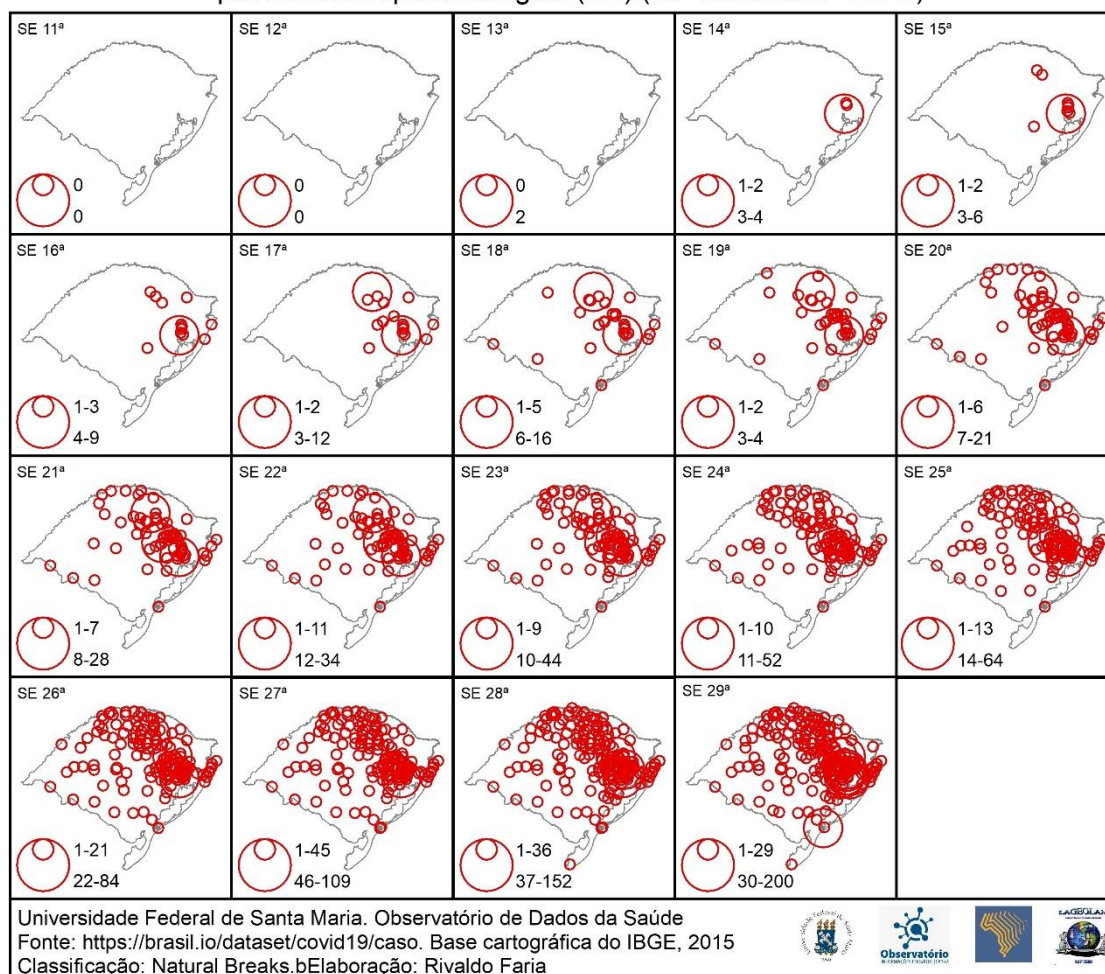 SE 11ª
0
0
SE 12ª
0
0
SE 13ª
0
2
SE 14ª
1-2
3-4
SE 15ª
1-2
3-6
SE 16ª
1-3
4-9
SE 17ª
1-2
3-12
SE 18ª
1-5
6-16
SE 19ª
1-2
3-4
SE 20ª
1-6
7-21
SE 21ª
1-7
8-28
SE 22ª
1-11
12-34
SE 23ª
1-9
10-44
SE 24ª
1-10
11-52
SE 25ª
1-13
14-64
SE 26ª
1-21
22-84
SE 27ª
1-45
46-109
SE 28ª
1-36
37-152
SE 29ª
1-29
30-200
Universidade Federal de Santa Maria. Observatório de Dados da Saúde
Fonte: https://brasil.io/dataset/covid19/caso. Base cartográfica do IBGE, 2015
Classificação: Natural Breaks.bElaboração: Rivaldo Faria
Observatório
LAGEOLAM